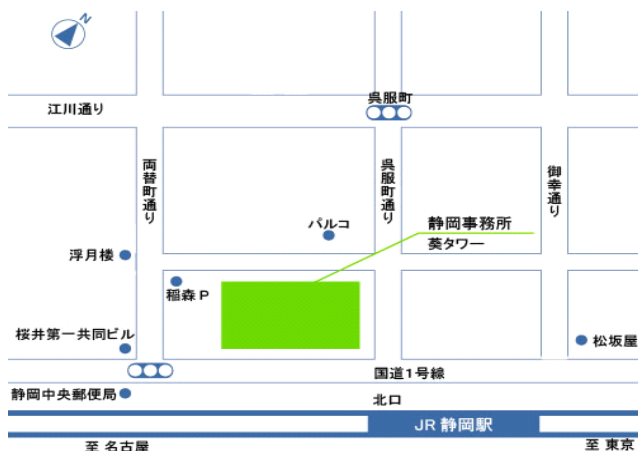 N
江川通り
呉服町
両替町通り
呉服町通り
御幸通り
パルコ
静岡事務所
葵タワー
浮月楼
稲森 P
桜井第一共同ビル
松坂屋
国道1号線
静岡中央郵便局
北口
JR 静岡駅
至 名古屋
至 東京